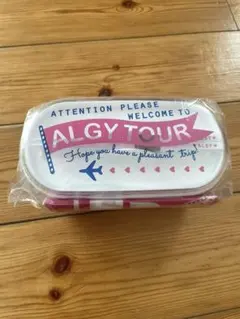 ATTENTION PLEASE
WELCOME TO
ALGY TOUR
Hope you have a pleasant trip